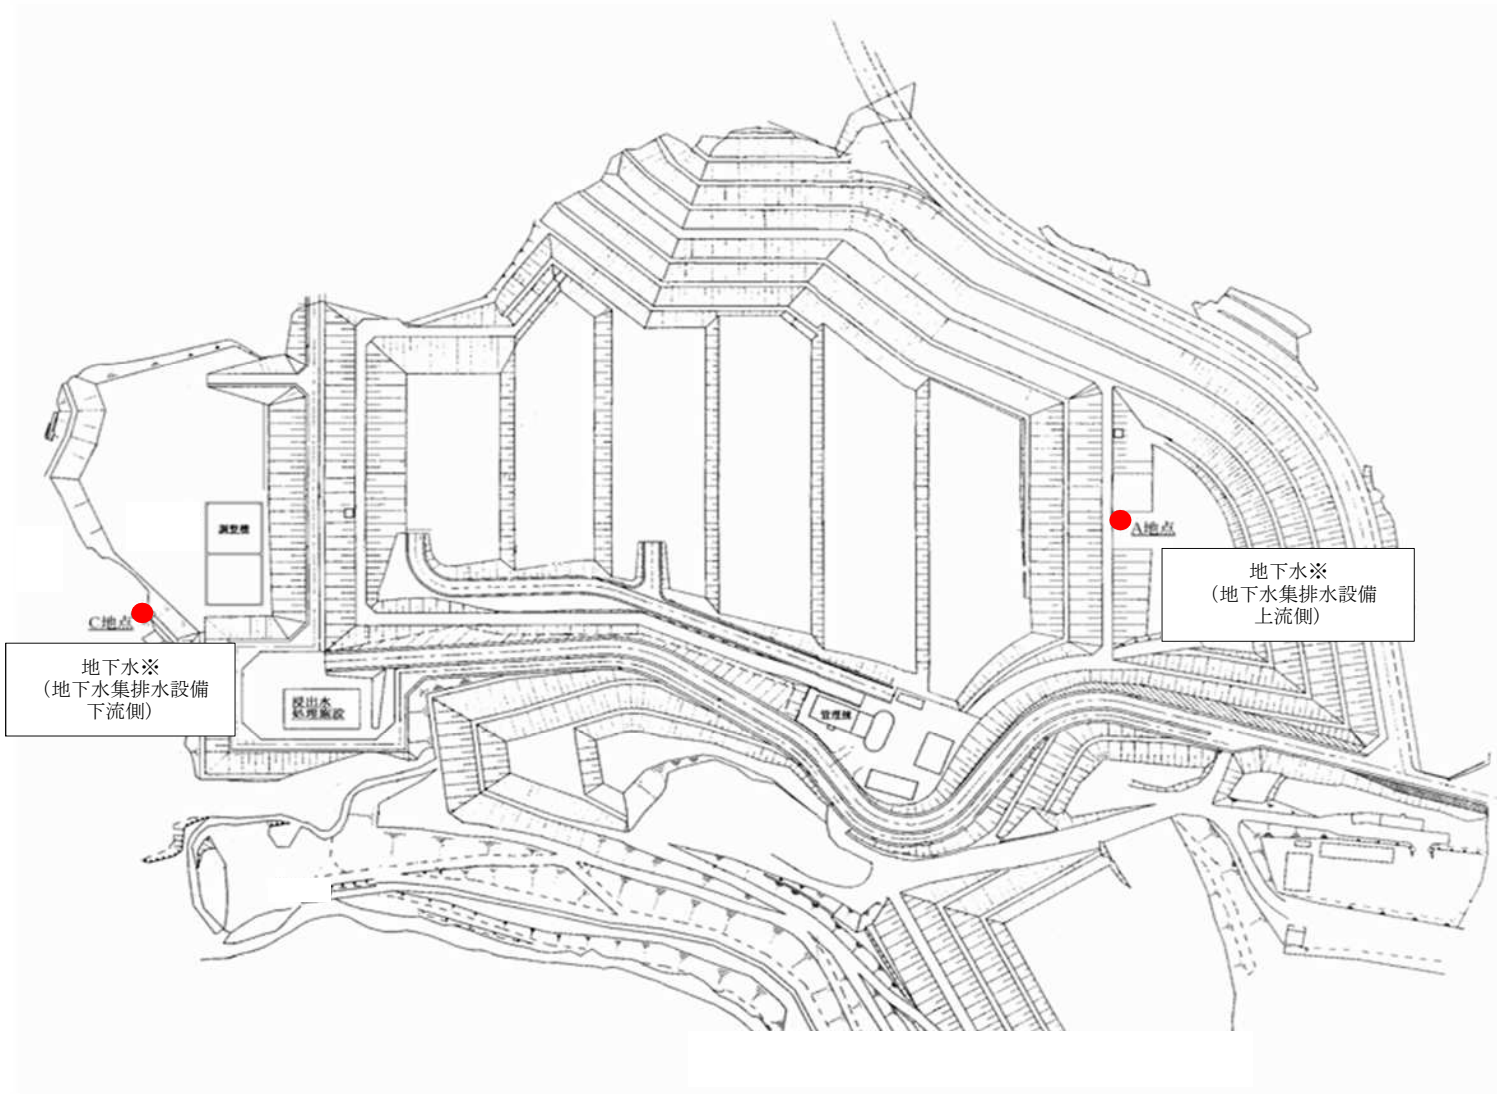 調整槽
A地点
地下水※
（地下水集排水設備
上流側）
C地点
地下水※
（地下水集排水設備
下流側）
浸出水
処理施設
管理棟